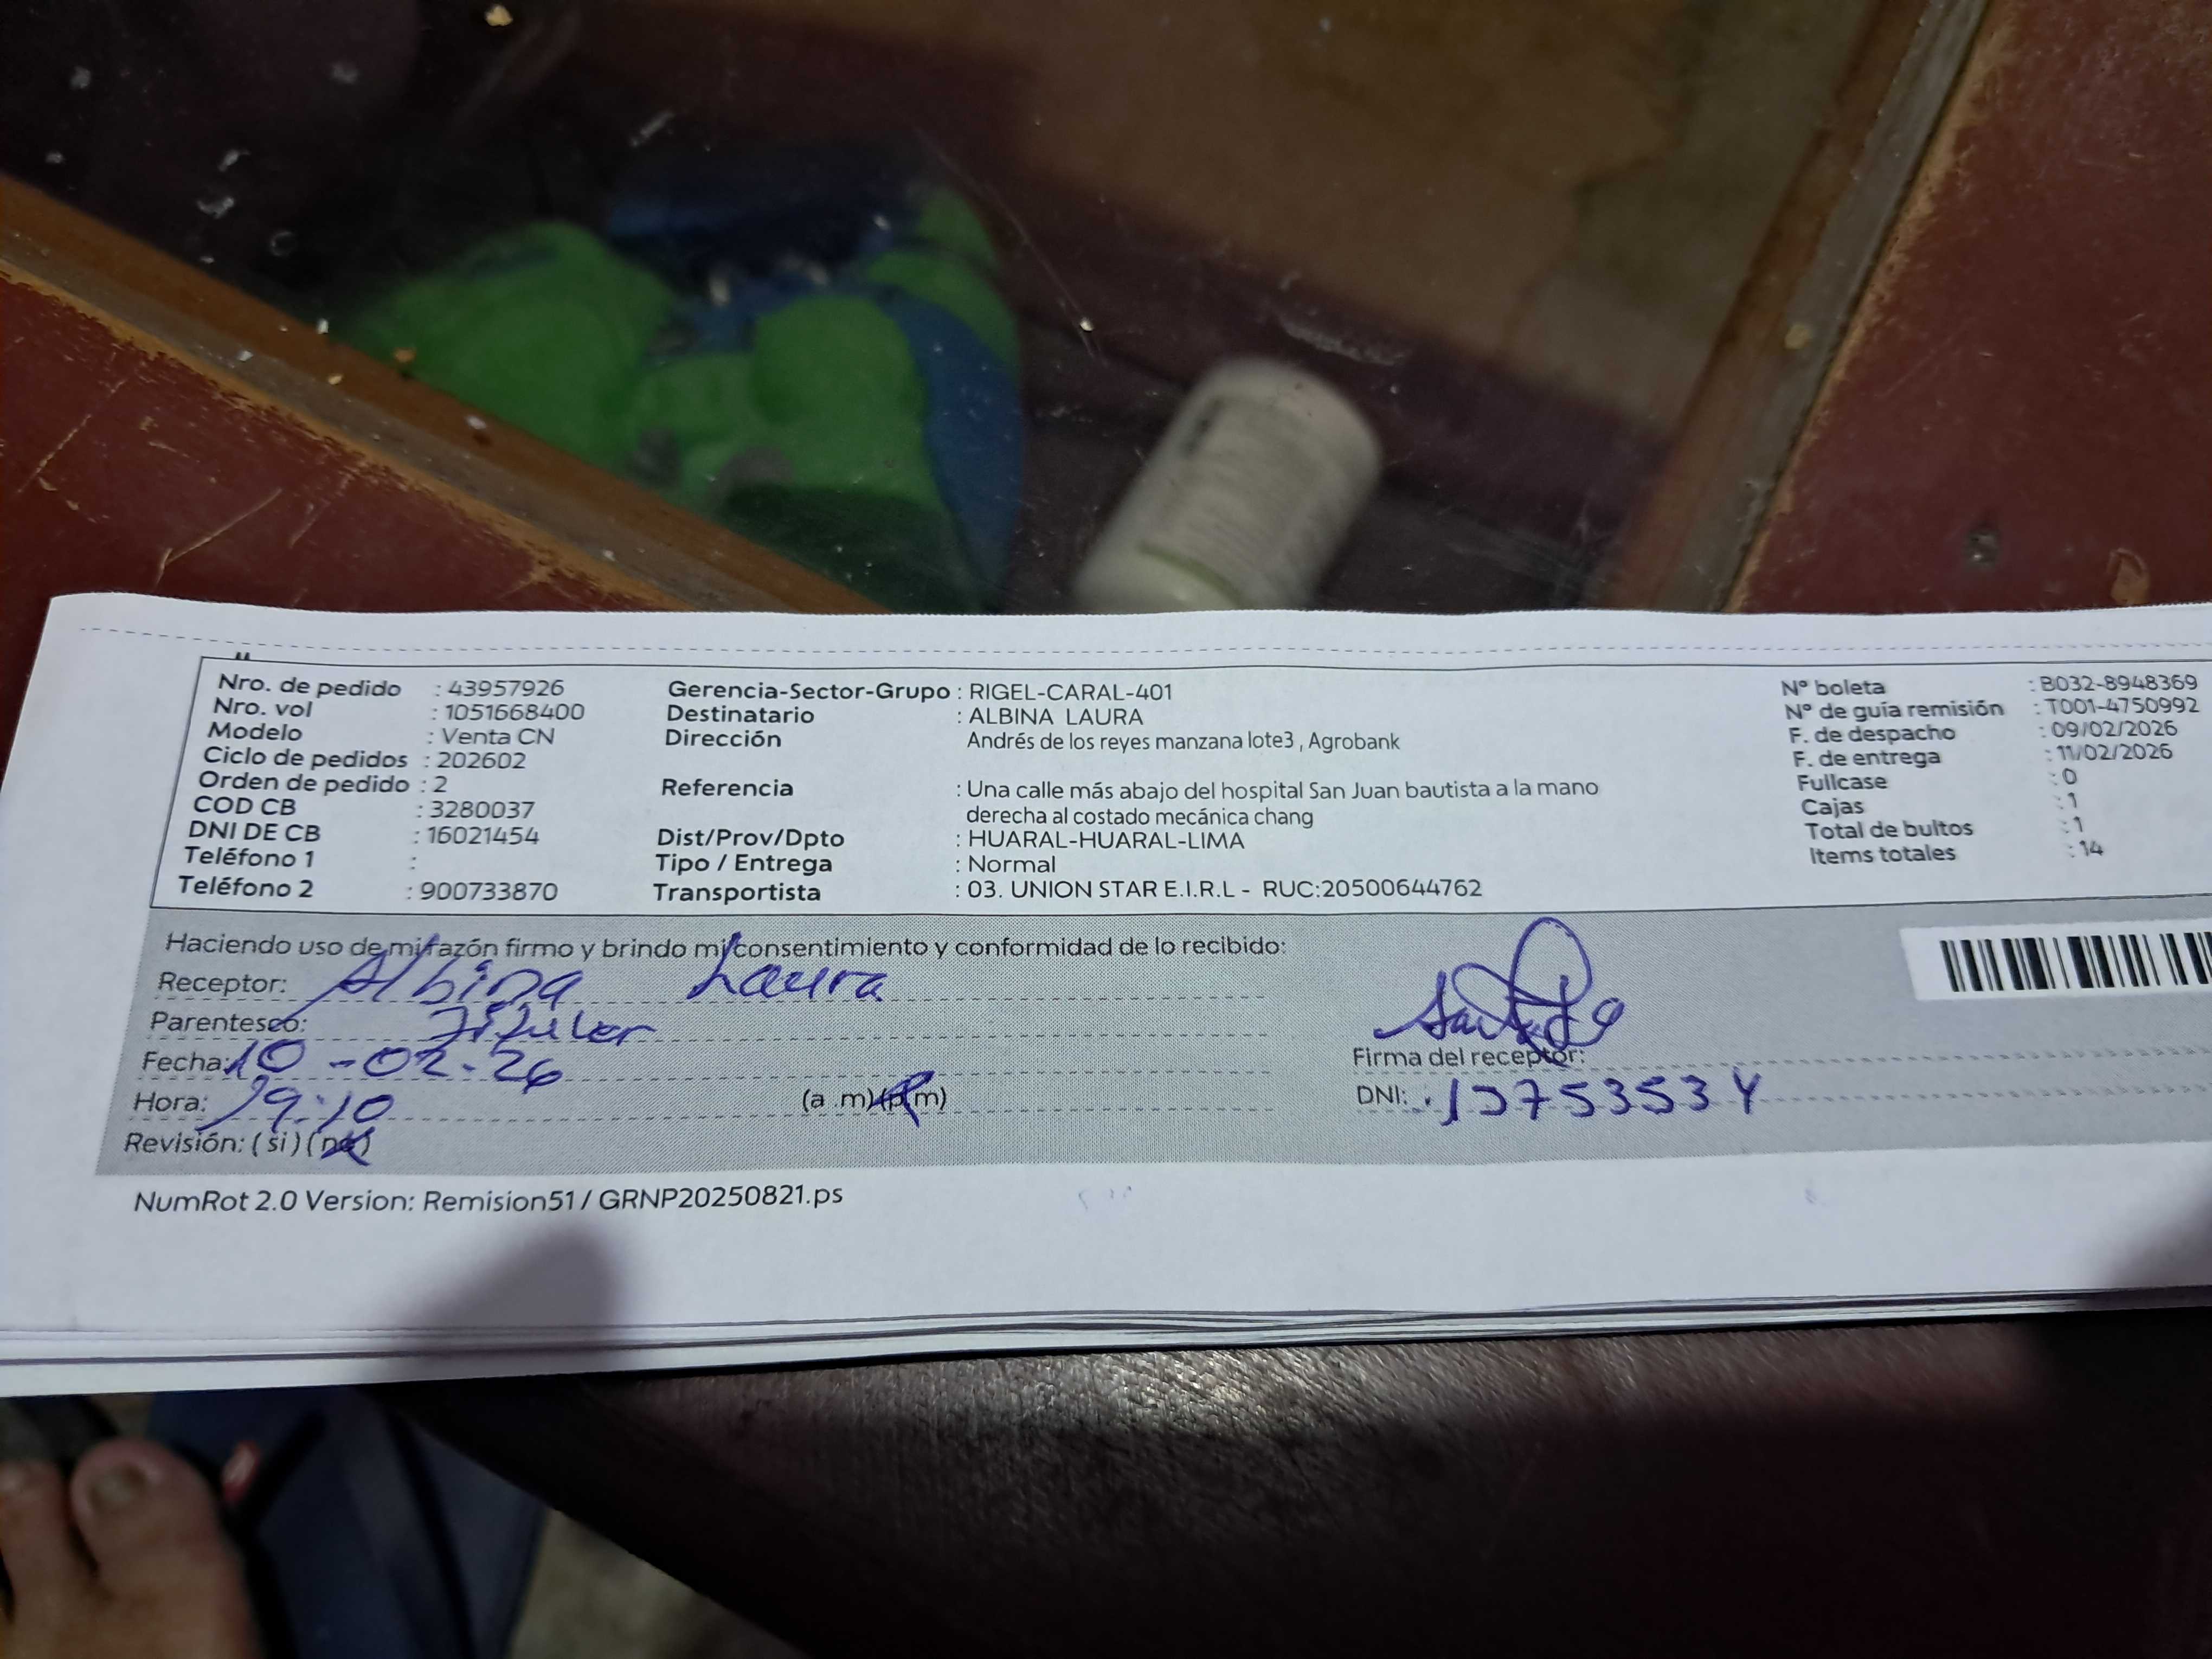 Nro. de pedido : 43957926
Nro. vol : 1051668400
Modelo : Venta CN
Ciclo de pedidos : 202602
Orden de pedido : 2
COD CB : 3280037
DNI DE CB : 16021454
Teléfono 1 :
Teléfono 2 : 900733870
Gerencia-Sector-Grupo : RIGEL-CARAL-401
Destinatario : ALBINA LAURA
Dirección Andrés de los reyes manzana lote3 , Agrobank
Referencia : Una calle más abajo del hospital San Juan bautista a la mano
derecha al costado mecánica chang
Dist/Prov/Dpto : HUARAL-HUARAL-LIMA
Tipo / Entrega : Normal
Transportista : 03. UNION STAR E.I.R.L - RUC:20500644762
N° boleta : B032-8948369
N° de guía remisión : T001-4750992
F. de despacho : 09/02/2026
F. de entrega : 11/02/2026
Fullcase : 0
Cajas : 1
Total de bultos : 1
Items totales : 14
Haciendo uso de mi razón firmo y brindo mi consentimiento y conformidad de lo recibido:
Receptor: Albina Laura
Parentesco: Titular
Fecha: 10-02-26
Hora: 19:10 (a .m) (p.m)
Revisión: ( si ) ( no )
Firma del receptor:
DNI:
NumRot 2.0 Version: Remision51 / GRNP20250821.ps